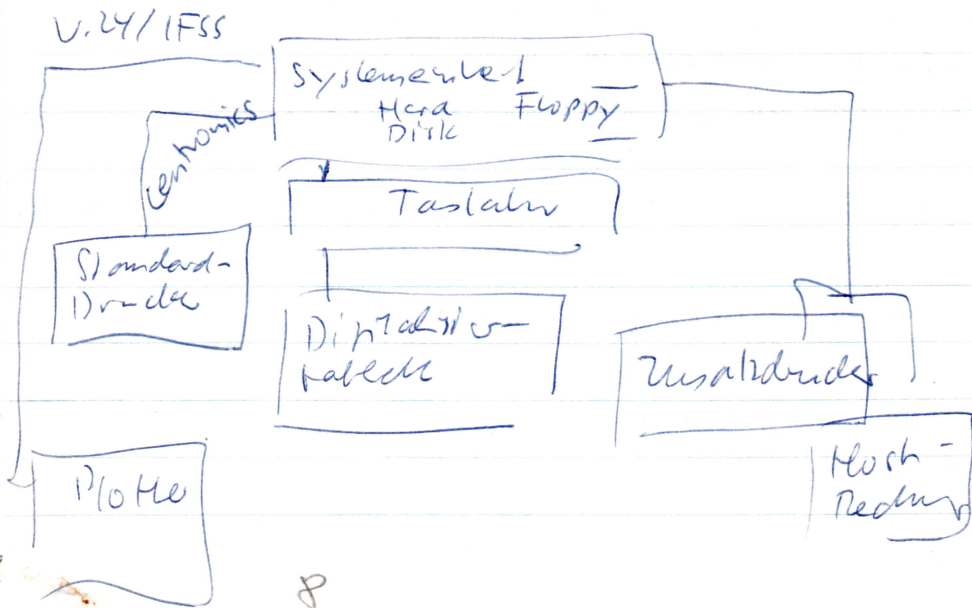 V.24/IFSS
Systemeinheit
Hard Floppy
Disk
Centronics
Tastatur
Standard-
Drucker
Digitalisier-
tablett
Zusatzdrucker
Host-
Rechner
Plotter
8